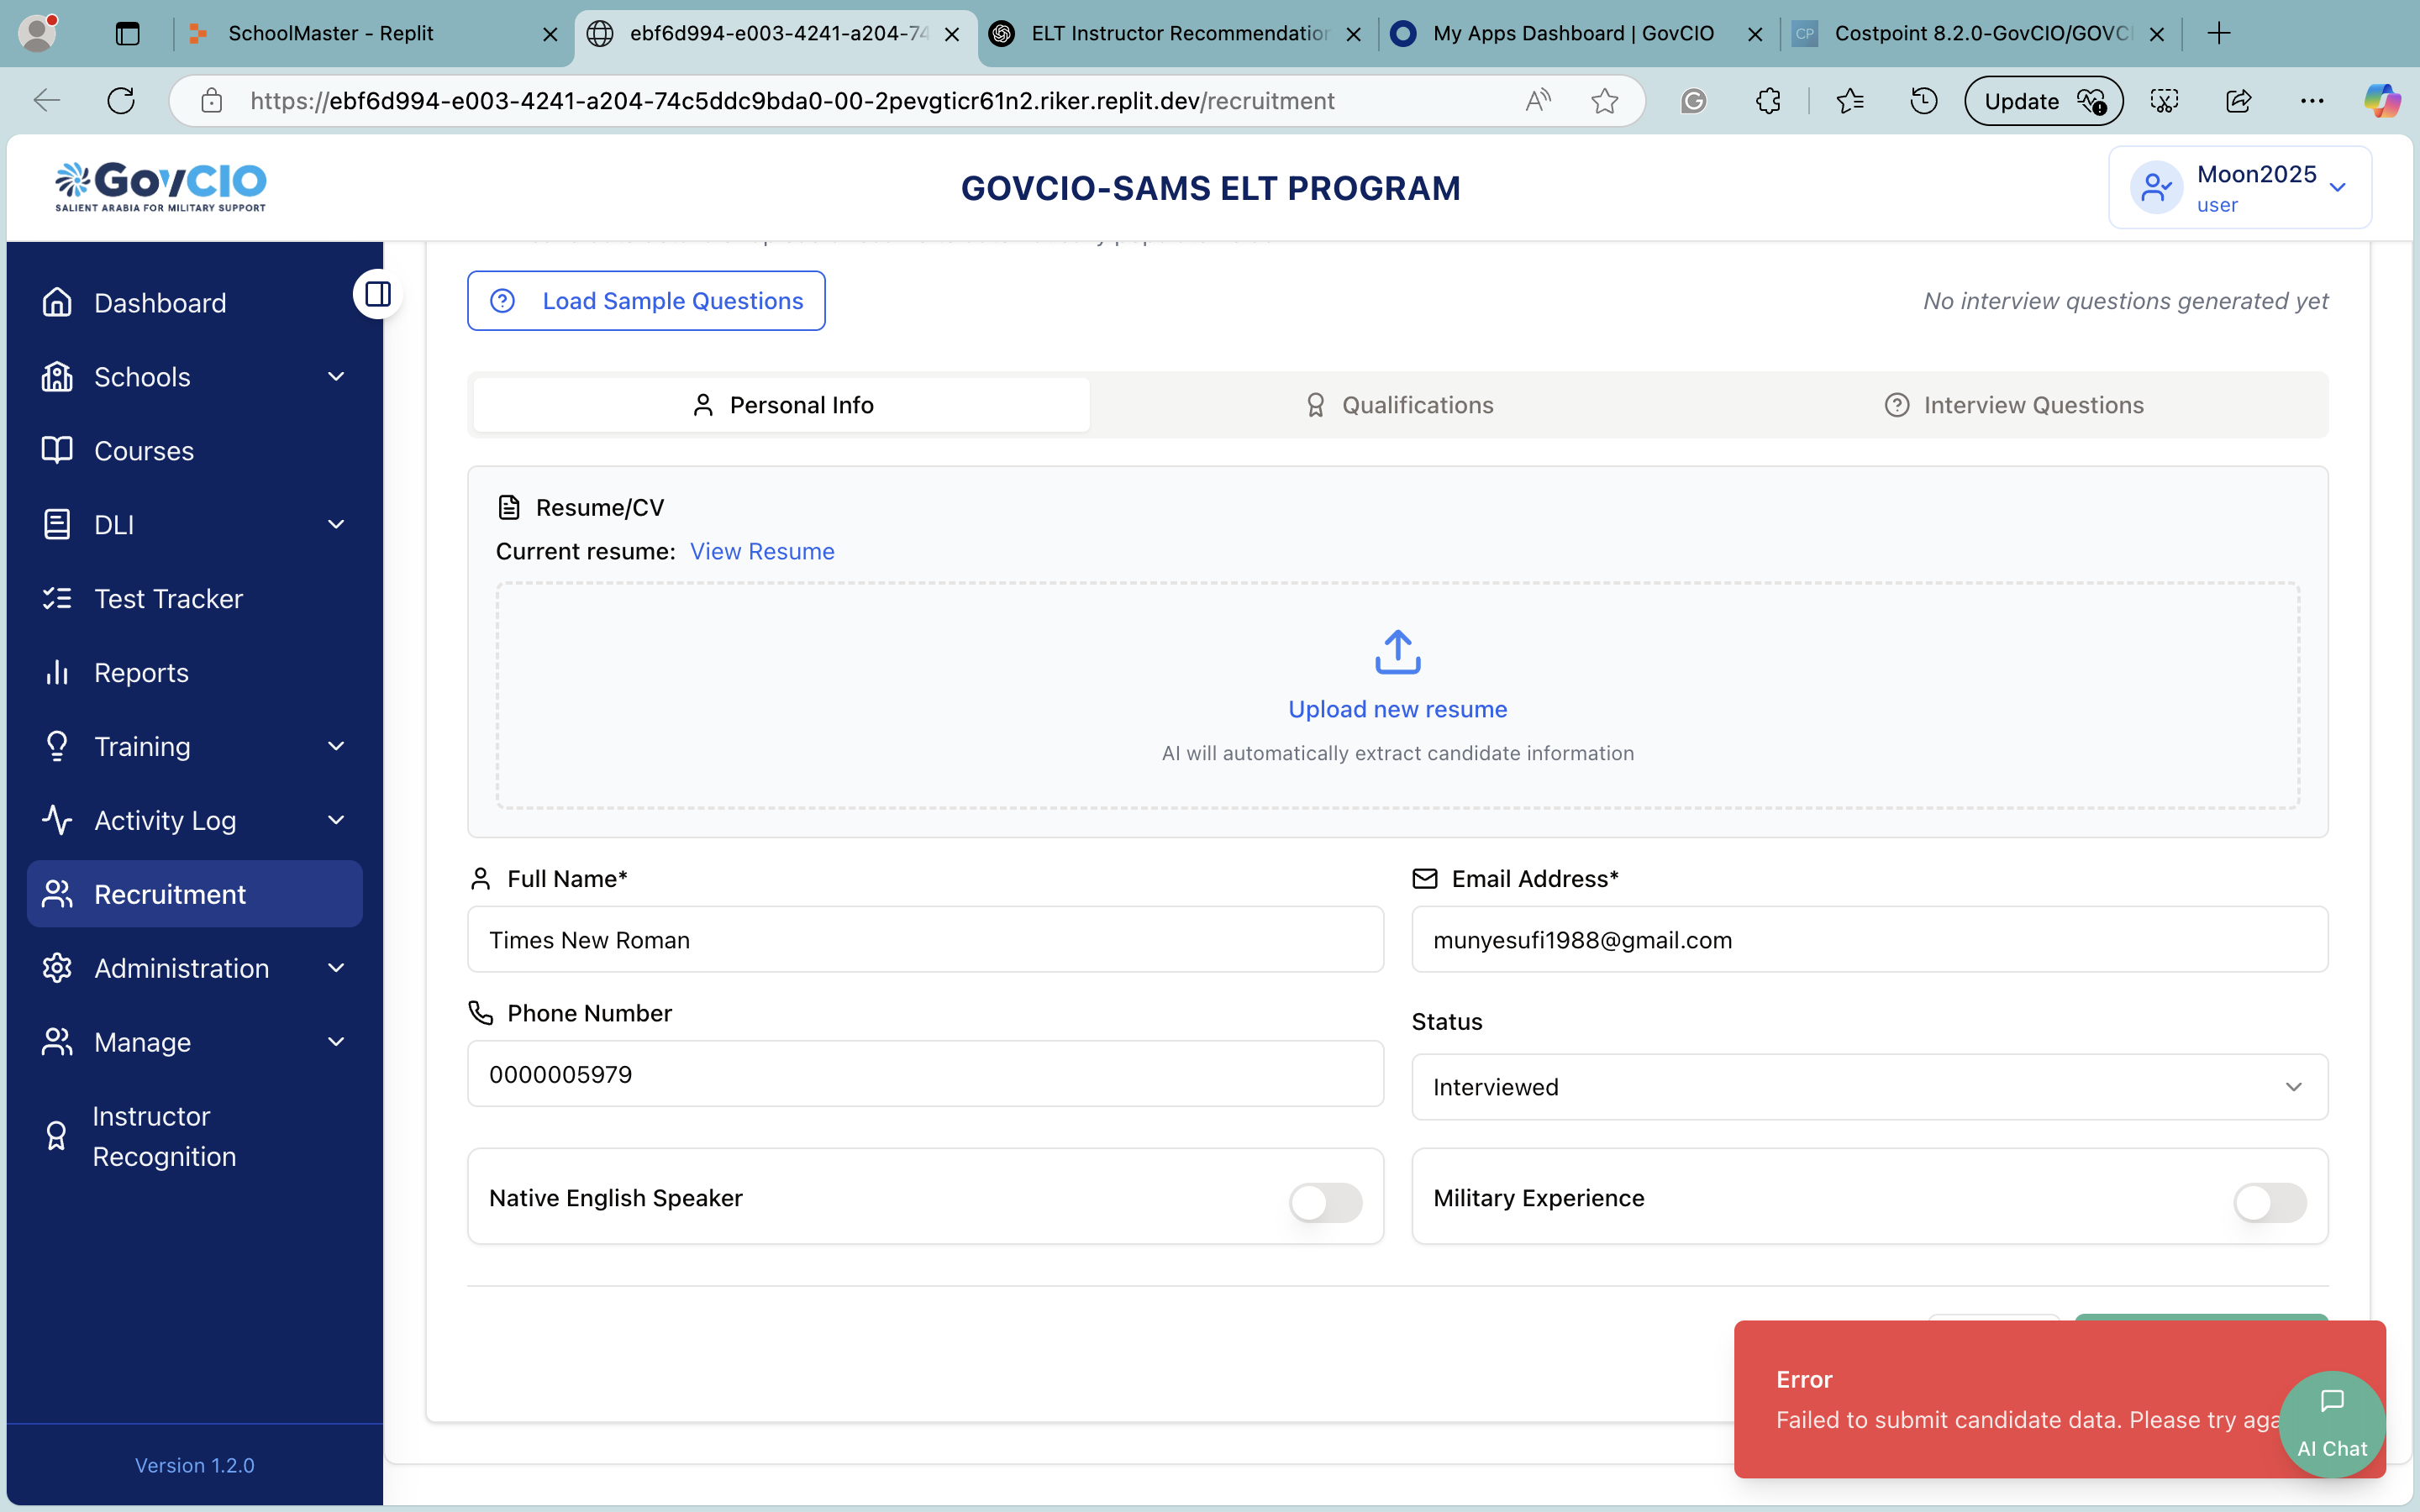 SchoolMaster - Replit
ebf6d994-e003-4241-a204-74
ELT Instructor Recommendation
My Apps Dashboard | GovCIO
CP
Costpoint 8.2.0-GovCIO/GOVCI
https://ebf6d994-e003-4241-a204-74c5ddc9bda0-00-2pevgticr61n2.riker.replit.dev/recruitment
Update
GovCIO
SALIENT ARABIA FOR MILITARY SUPPORT
GOVCIO-SAMS ELT PROGRAM
Moon2025
user
Dashboard
Schools
Courses
DLI
Test Tracker
Reports
Training
Activity Log
Recruitment
Administration
Manage
Instructor
Recognition
Version 1.2.0
Load Sample Questions
No interview questions generated yet
Personal Info
Qualifications
Interview Questions
Resume/CV
Current resume: View Resume
Upload new resume
AI will automatically extract candidate information
Full Name*
Email Address*
Times New Roman
munyesufi1988@gmail.com
Phone Number
Status
0000005979
Interviewed
Native English Speaker
Military Experience
Error
Failed to submit candidate data. Please try aga
AI Chat